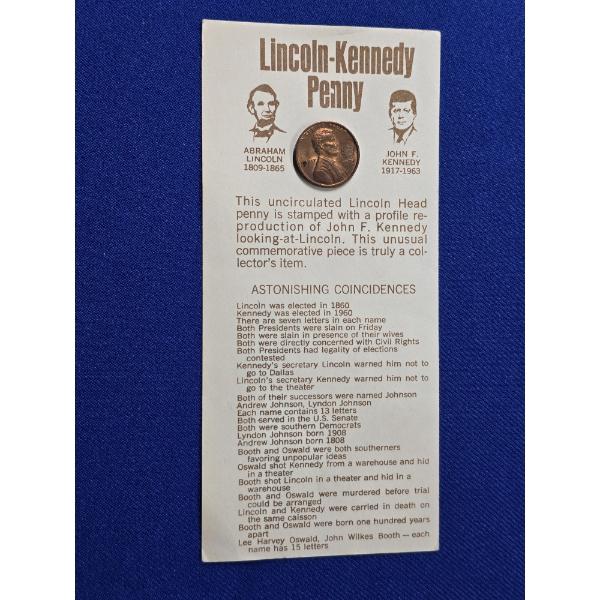 Lincoln-Kennedy
Penny
ABRAHAM
LINCOLN
1809-1865
JOHN F.
KENNEDY
1917-1963
This uncirculated Lincoln Head
penny is stamped with a profile re-
production of John F. Kennedy
looking-at-Lincoln. This unusual
commemorative piece is truly a col-
lector's item.
ASTONISHING COINCIDENCES
Lincoln was elected in 1860
Kennedy was elected in 1960
There are seven letters in each name
Both Presidents were slain on Friday
Both were slain in presence of their wives
Both were directly concerned with Civil Rights
Both Presidents had legality of elections
contested
Kennedy's secretary Lincoln warned him not to
go to Dallas
Lincoln's secretary Kennedy warned him not to
go to the theater
Both of their successors were named Johnson
Andrew Johnson, Lyndon Johnson
Each name contains 13 letters
Both served in the U.S. Senate
Both were southern Democrats
Lyndon Johnson born 1908
Andrew Johnson born 1808
Booth and Oswald were both southerners
favoring unpopular ideas
Oswald shot Kennedy from a warehouse and hid
in a theater
Booth shot Lincoln in a theater and hid in a
warehouse
Booth and Oswald were murdered before trial
could be arranged
Lincoln and Kennedy were carried in death on
the same caisson
Booth and Oswald were born one hundred years
apart
Lee Harvey Oswald, John Wilkes Booth — each
name has 15 letters